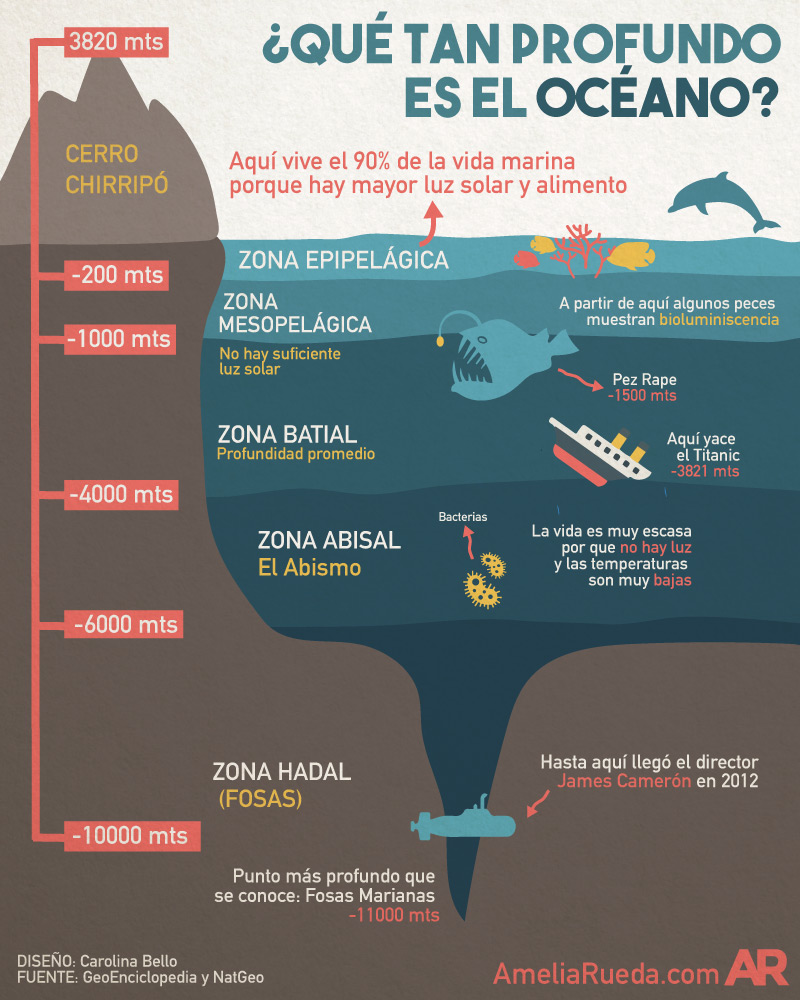 ¿QUÉ TAN PROFUNDO
ES EL OCÉANO?
3820 mts
CERRO
CHIRRIPÓ
Aquí vive el 90% de la vida marina
porque hay mayor luz solar y alimento
ZONA EPIPELÁGICA
-200 mts
ZONA
MESOPELÁGICA
A partir de aquí algunos peces
muestran bioluminiscencia
-1000 mts
No hay suficiente
luz solar
Pez Rape
-1500 mts
ZONA BATIAL
Profundidad promedio
Aquí yace
el Titanic
-3821 mts
-4000 mts
Bacterias
ZONA ABISAL
El Abismo
La vida es muy escasa
por que no hay luz
y las temperaturas
son muy bajas
-6000 mts
ZONA HADAL
(FOSAS)
Hasta aquí llegó el director
James Camerón en 2012
-10000 mts
Punto más profundo que
se conoce: Fosas Marianas
-11000 mts
DISEÑO: Carolina Bello
FUENTE: GeoEnciclopedia y NatGeo
AmeliaRueda.com AR